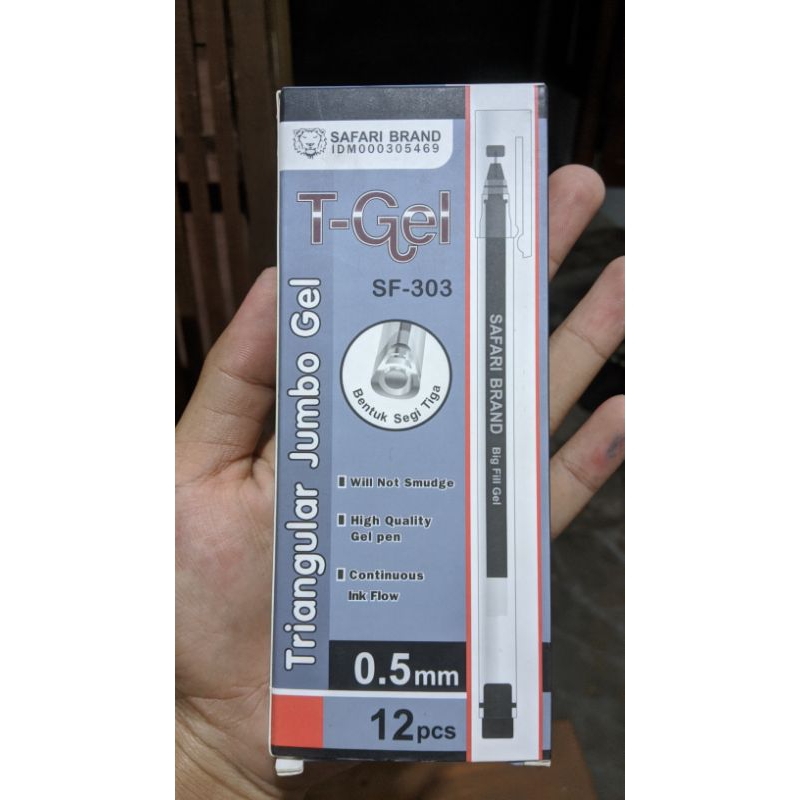 SAFARI BRAND
IDM000305469
T-Gel
SF-303
Triangular Jumbo Gel
Bentuk Segi Tiga
Will Not Smudge
High Quality
Gel pen
Continuous
Ink Flow
0.5mm
12pcs
SAFARI BRAND Big Fill Gel